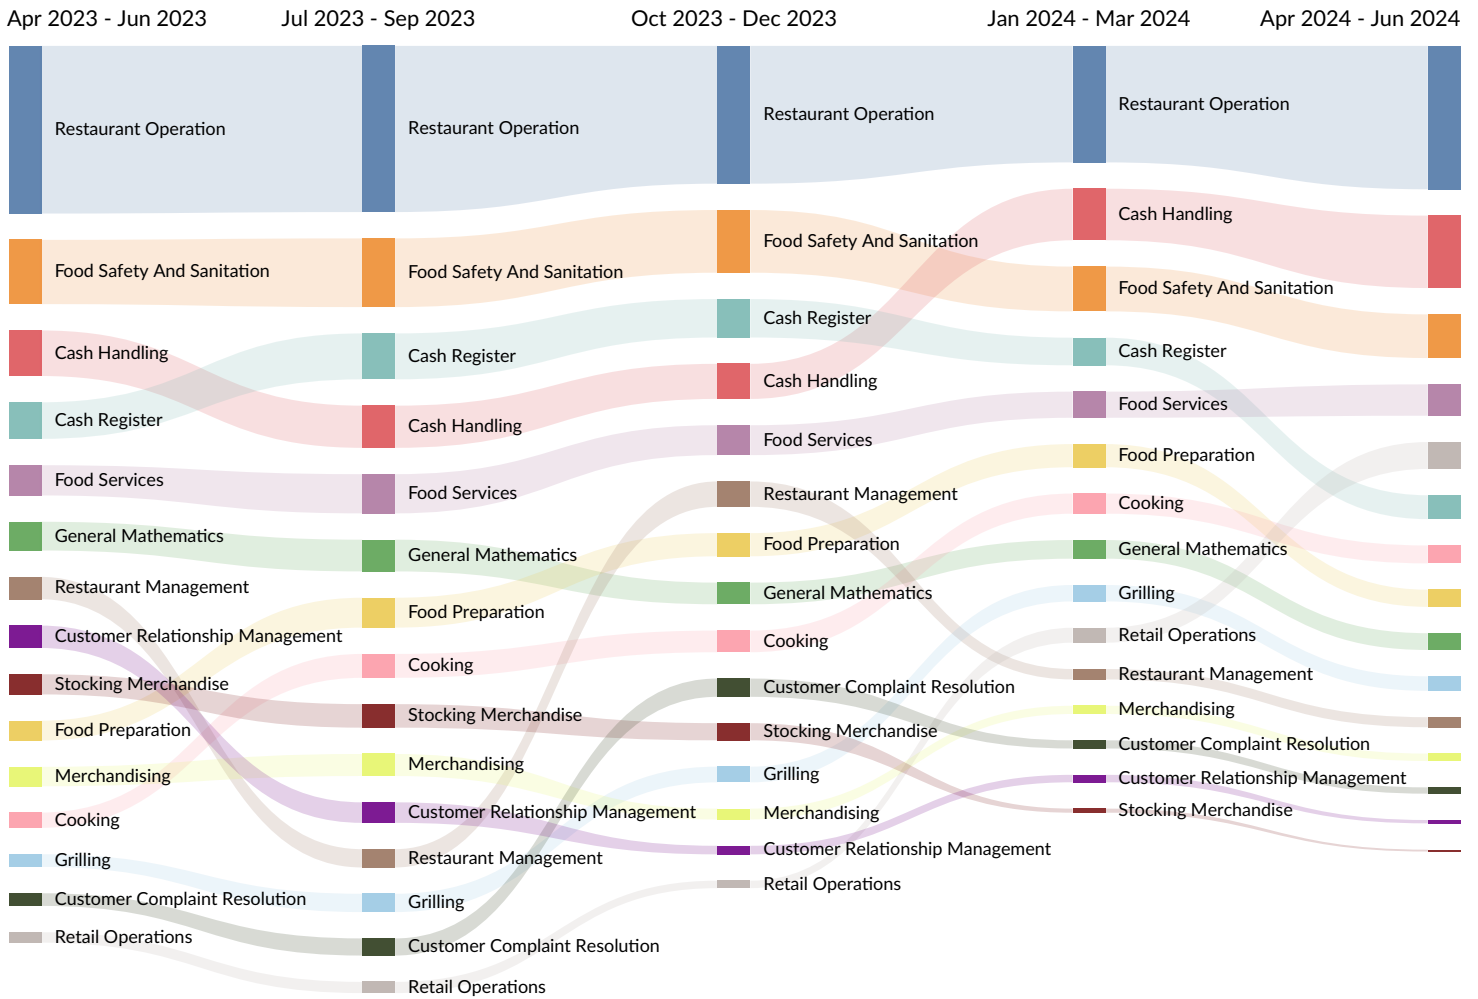 Apr 2023 - Jun 2023
Jul 2023 - Sep 2023
Oct 2023 - Dec 2023
Jan 2024 - Mar 2024
Apr 2024 - Jun 2024
Restaurant Operation
Food Safety And Sanitation
Cash Handling
Cash Register
Food Services
General Mathematics
Restaurant Management
Customer Relationship Management
Stocking Merchandise
Food Preparation
Merchandising
Cooking
Grilling
Customer Complaint Resolution
Retail Operations
Restaurant Operation
Food Safety And Sanitation
Cash Register
Cash Handling
Food Services
General Mathematics
Food Preparation
Cooking
Stocking Merchandise
Merchandising
Customer Relationship Management
Restaurant Management
Grilling
Customer Complaint Resolution
Retail Operations
Restaurant Operation
Food Safety And Sanitation
Cash Register
Cash Handling
Food Services
Restaurant Management
Food Preparation
General Mathematics
Cooking
Customer Complaint Resolution
Stocking Merchandise
Grilling
Merchandising
Customer Relationship Management
Retail Operations
Restaurant Operation
Cash Handling
Food Safety And Sanitation
Cash Register
Food Services
Food Preparation
Cooking
General Mathematics
Grilling
Retail Operations
Restaurant Management
Merchandising
Customer Complaint Resolution
Customer Relationship Management
Stocking Merchandise